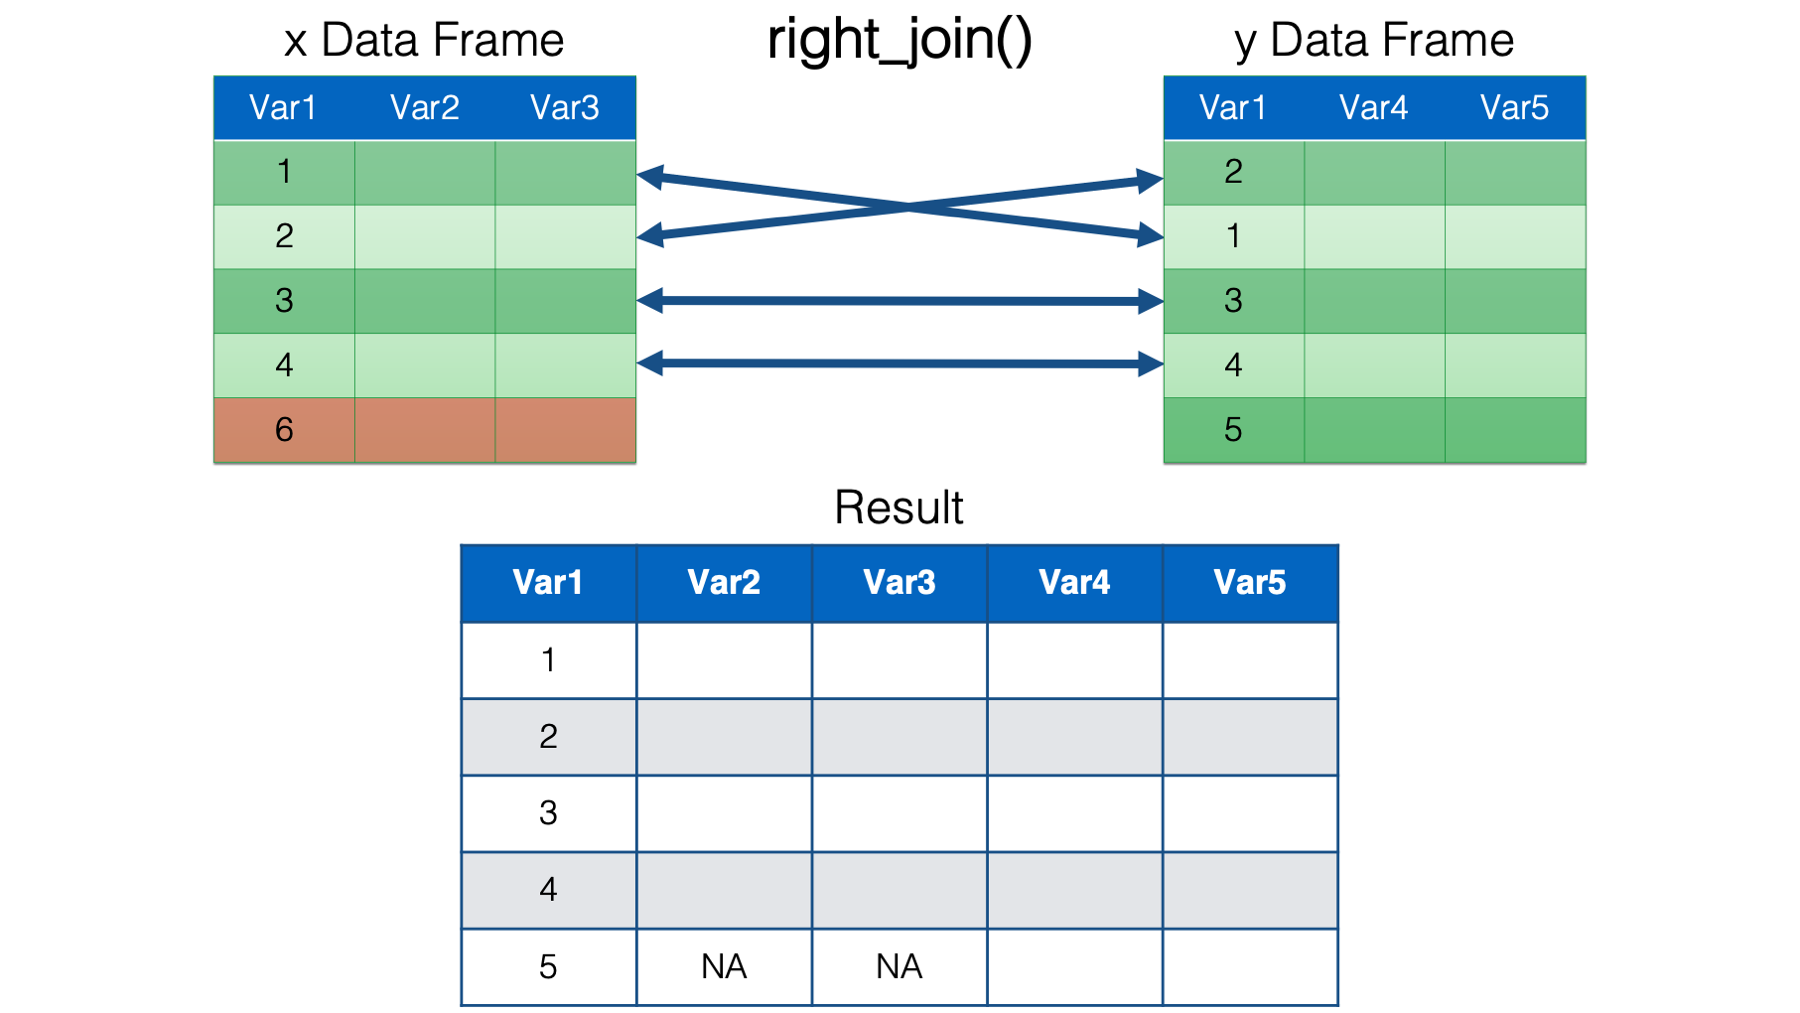 x Data Frame
right_join()
y Data Frame
Var1 Var2 Var3
1
2
3
4
6
Var1 Var4 Var5
2
1
3
4
5
Result
Var1 Var2 Var3 Var4 Var5
1
2
3
4
5 NA NA